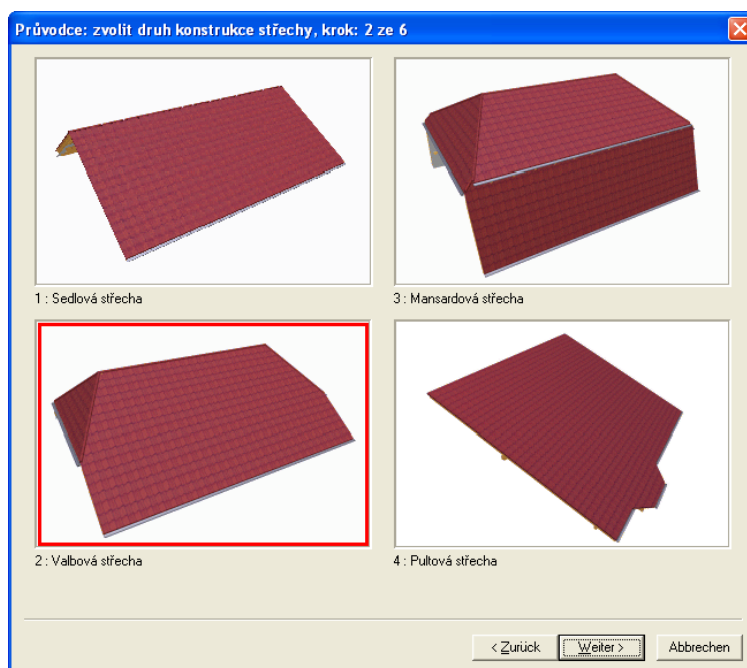 Průvodce: zvolit druh konstrukce střechy, krok: 2 ze 6
1 : Sedlová střecha
3 : Mansardová střecha
2 : Valbová střecha
4 : Pultová střecha
< Zurück
Weiter >
Abbrechen